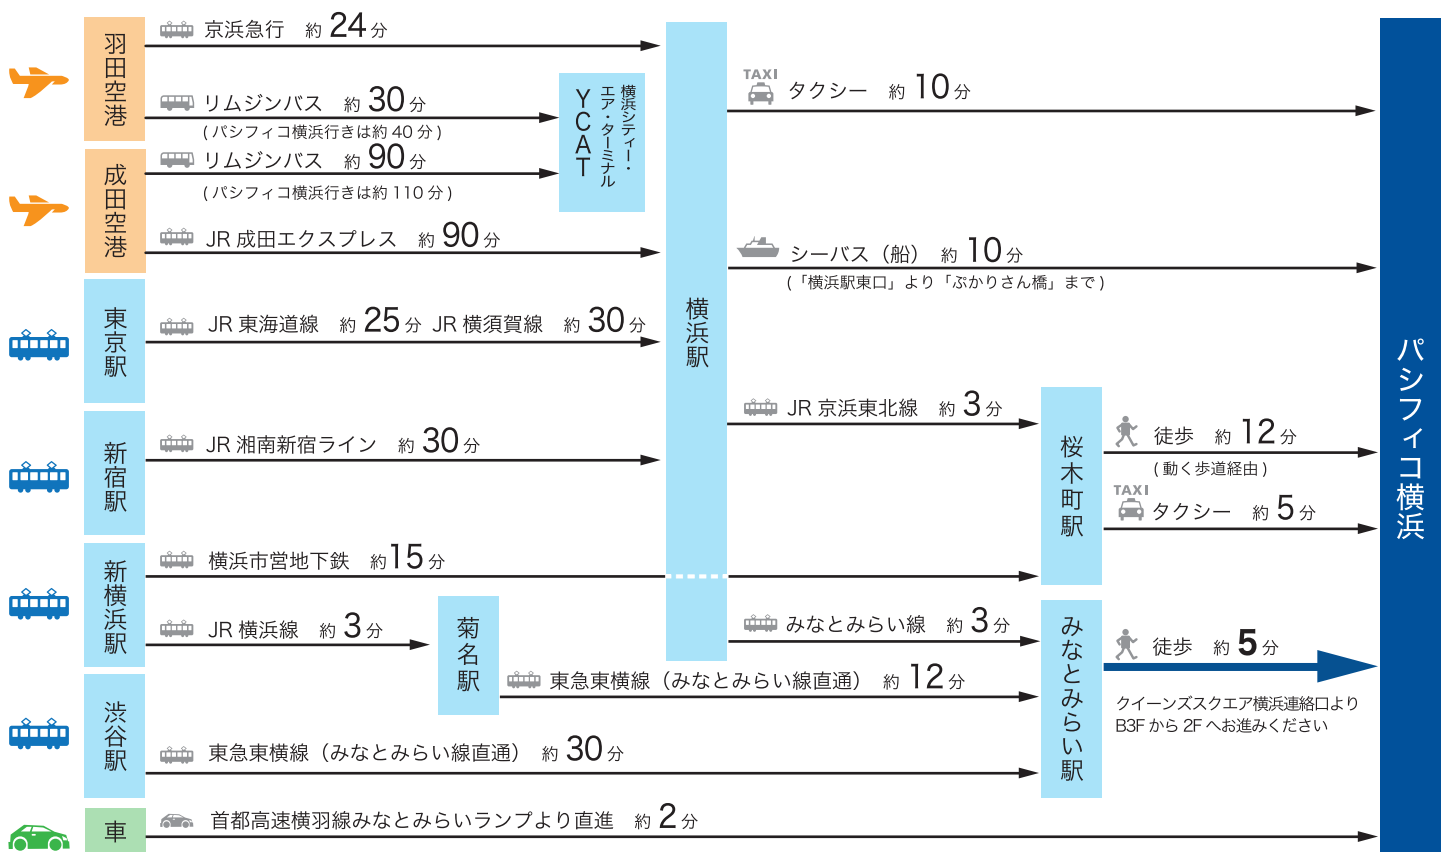 羽田空港
京浜急行 約 24 分
リムジンバス 約 30 分
( パシフィコ横浜行きは約 40 分 )
成田空港
リムジンバス 約 90 分
( パシフィコ横浜行きは約 110 分 )
JR 成田エクスプレス 約 90 分
横浜シティー・
エア・ターミナル
YCAT
東京駅
JR 東海道線 約 25 分 JR 横須賀線 約 30 分
新宿駅
JR 湘南新宿ライン 約 30 分
新横浜駅
横浜市営地下鉄 約 15 分
JR 横浜線 約 3 分
菊名駅
東急東横線（みなとみらい線直通） 約 12 分
渋谷駅
東急東横線（みなとみらい線直通） 約 30 分
車
首都高速横羽線みなとみらいランプより直進 約 2 分
横浜駅
TAXI
タクシー 約 10 分
シーバス（船） 約 10 分
( 「横浜駅東口」より「ぷかりさん橋」まで )
JR 京浜東北線 約 3 分
みなとみらい線 約 3 分
桜木町駅
徒歩 約 12 分
( 動く歩道経由 )
TAXI
タクシー 約 5 分
みなとみらい駅
徒歩 約 5 分
クイーンズスクエア横浜連絡口より
B3F から 2F へお進みください
パシフィコ横浜